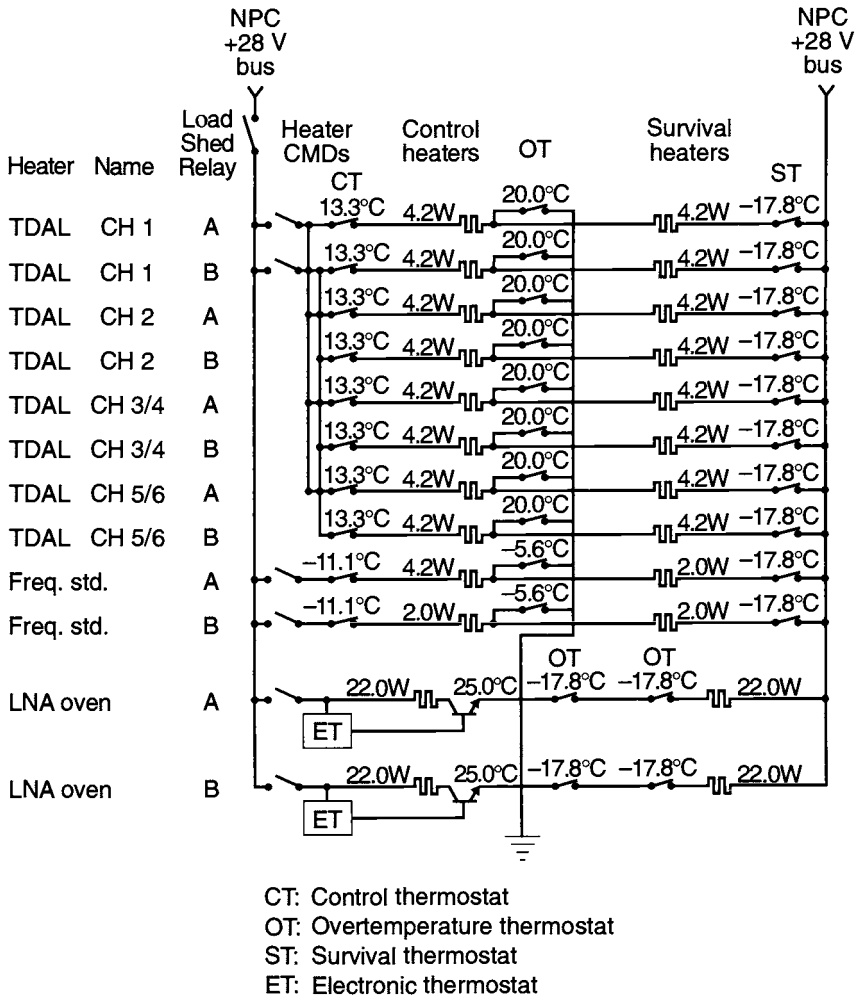 NPC
+28 V
bus
NPC
+28 V
bus
Load
Shed
Relay
Heater
CMDs
Control
heaters
OT
Survival
heaters
Heater Name
CT
ST
TDAL CH 1 A 13.3°C 4.2W 20.0°C 4.2W –17.8°C
TDAL CH 1 B 13.3°C 4.2W 20.0°C 4.2W –17.8°C
TDAL CH 2 A 13.3°C 4.2W 20.0°C 4.2W –17.8°C
TDAL CH 2 B 13.3°C 4.2W 20.0°C 4.2W –17.8°C
TDAL CH 3/4 A 13.3°C 4.2W 20.0°C 4.2W –17.8°C
TDAL CH 3/4 B 13.3°C 4.2W 20.0°C 4.2W –17.8°C
TDAL CH 5/6 A 13.3°C 4.2W 20.0°C 4.2W –17.8°C
TDAL CH 5/6 B 13.3°C 4.2W 20.0°C 4.2W –17.8°C
Freq. std. A –11.1°C 4.2W –5.6°C 2.0W –17.8°C
Freq. std. B –11.1°C 2.0W –5.6°C 2.0W –17.8°C
OT OT
LNA oven A 22.0W 25.0°C –17.8°C –17.8°C 22.0W
ET
LNA oven B 22.0W 25.0°C –17.8°C –17.8°C 22.0W
ET
CT: Control thermostat
OT: Overtemperature thermostat
ST: Survival thermostat
ET: Electronic thermostat